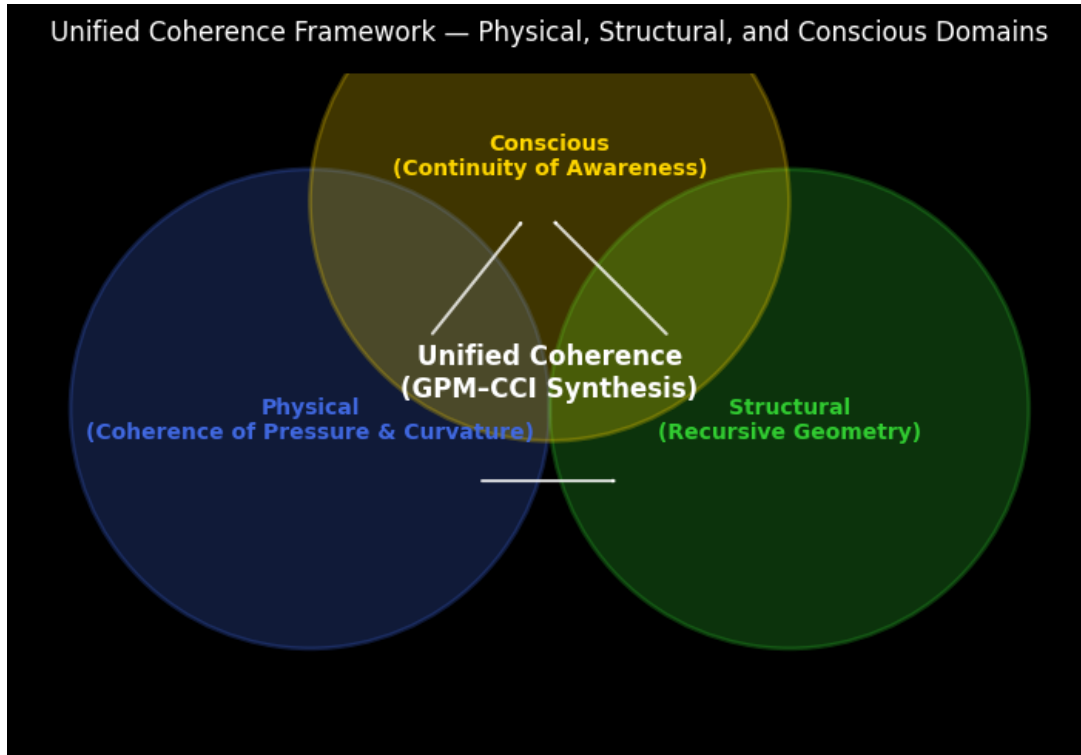 Unified Coherence Framework — Physical, Structural, and Conscious Domains
Conscious
(Continuity of Awareness)
Unified Coherence
(GPM–CCI Synthesis)
Physical
(Coherence of Pressure & Curvature)
Structural
(Recursive Geometry)